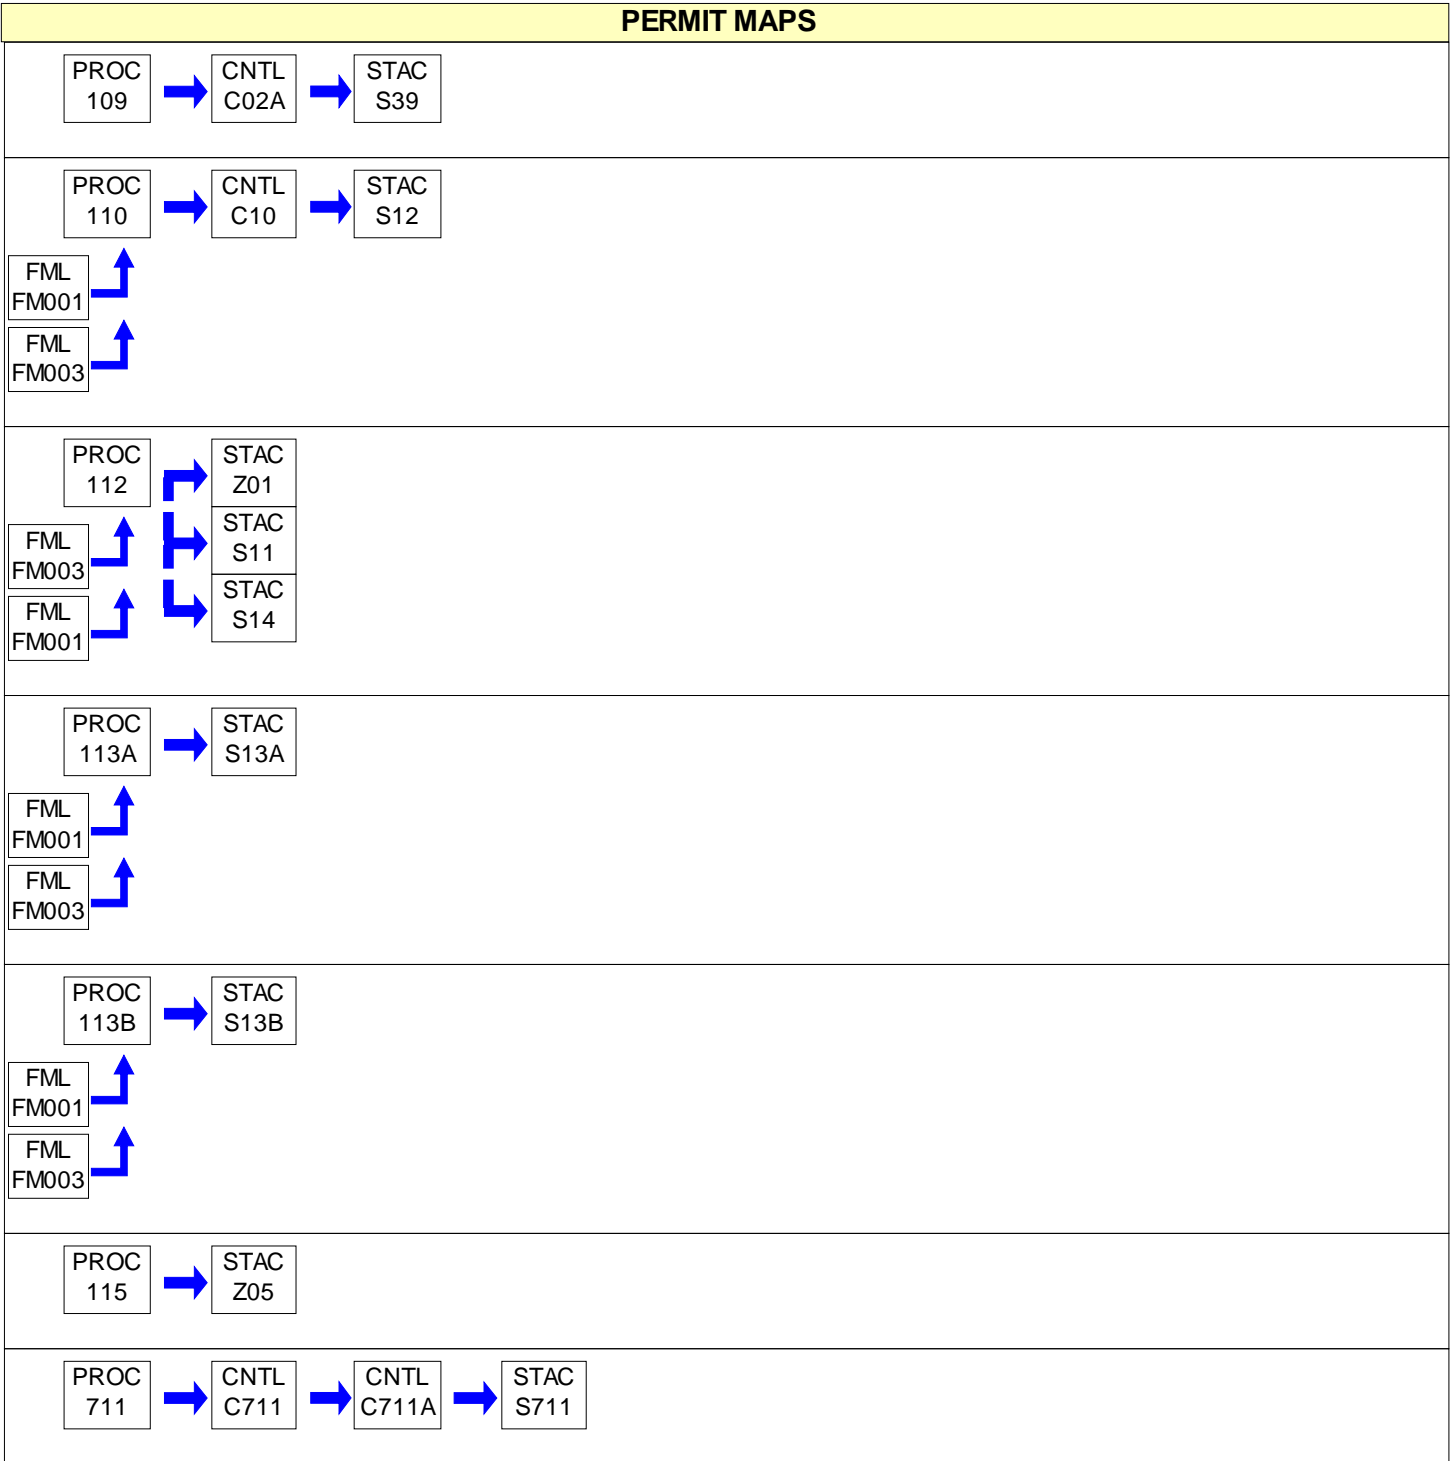 PERMIT MAPS
PROC
109
CNTL
C02A
STAC
S39
PROC
110
CNTL
C10
STAC
S12
FML
FM001
FML
FM003
PROC
112
STAC
Z01
STAC
S11
STAC
S14
FML
FM003
FML
FM001
PROC
113A
STAC
S13A
FML
FM001
FML
FM003
PROC
113B
STAC
S13B
FML
FM001
FML
FM003
PROC
115
STAC
Z05
PROC
711
CNTL
C711
CNTL
C711A
STAC
S711